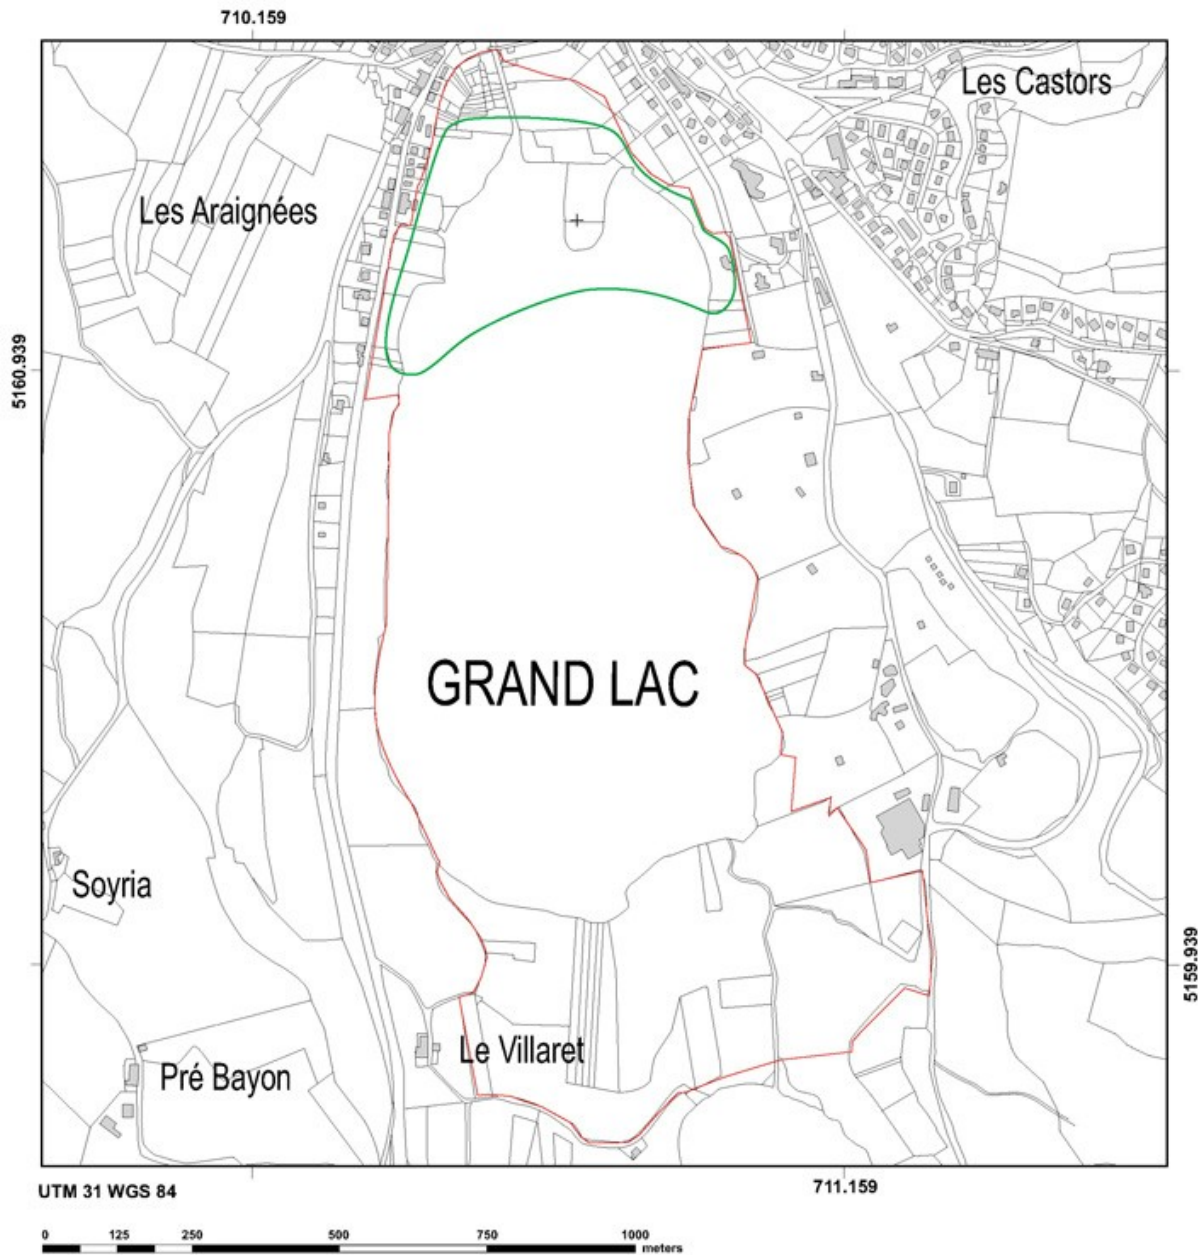 710.159
Les Castors
Les Araignées
5160.939
GRAND LAC
Soyria
5159.939
Le Villaret
Pré Bayon
UTM 31 WGS 84
711.159
0 125 250 500 750 1000
meters